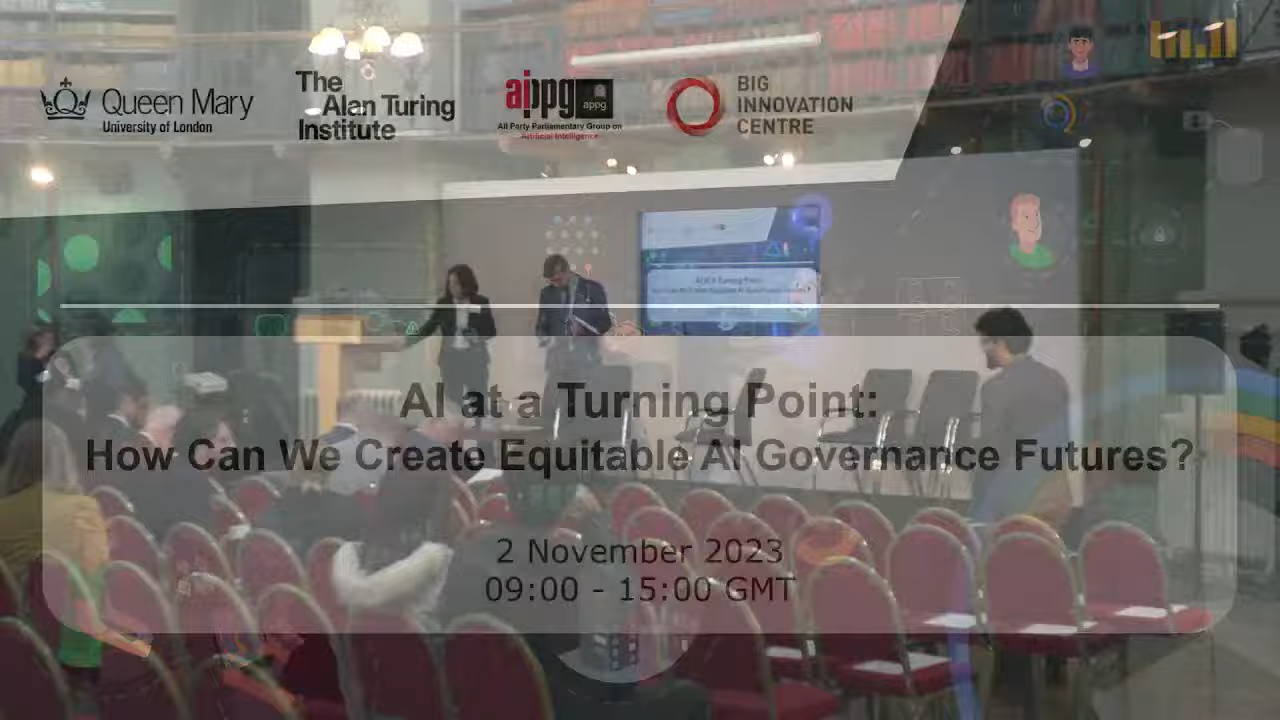 Queen Mary
University of London
The
Alan Turing
Institute
aippg
appg
All Party Parliamentary Group on
Artificial Intelligence
BIG
INNOVATION
CENTRE
AI at a Turning Point:
How Can We Create Equitable AI Governance Futures?
2 November 2023
09:00 - 15:00 GMT